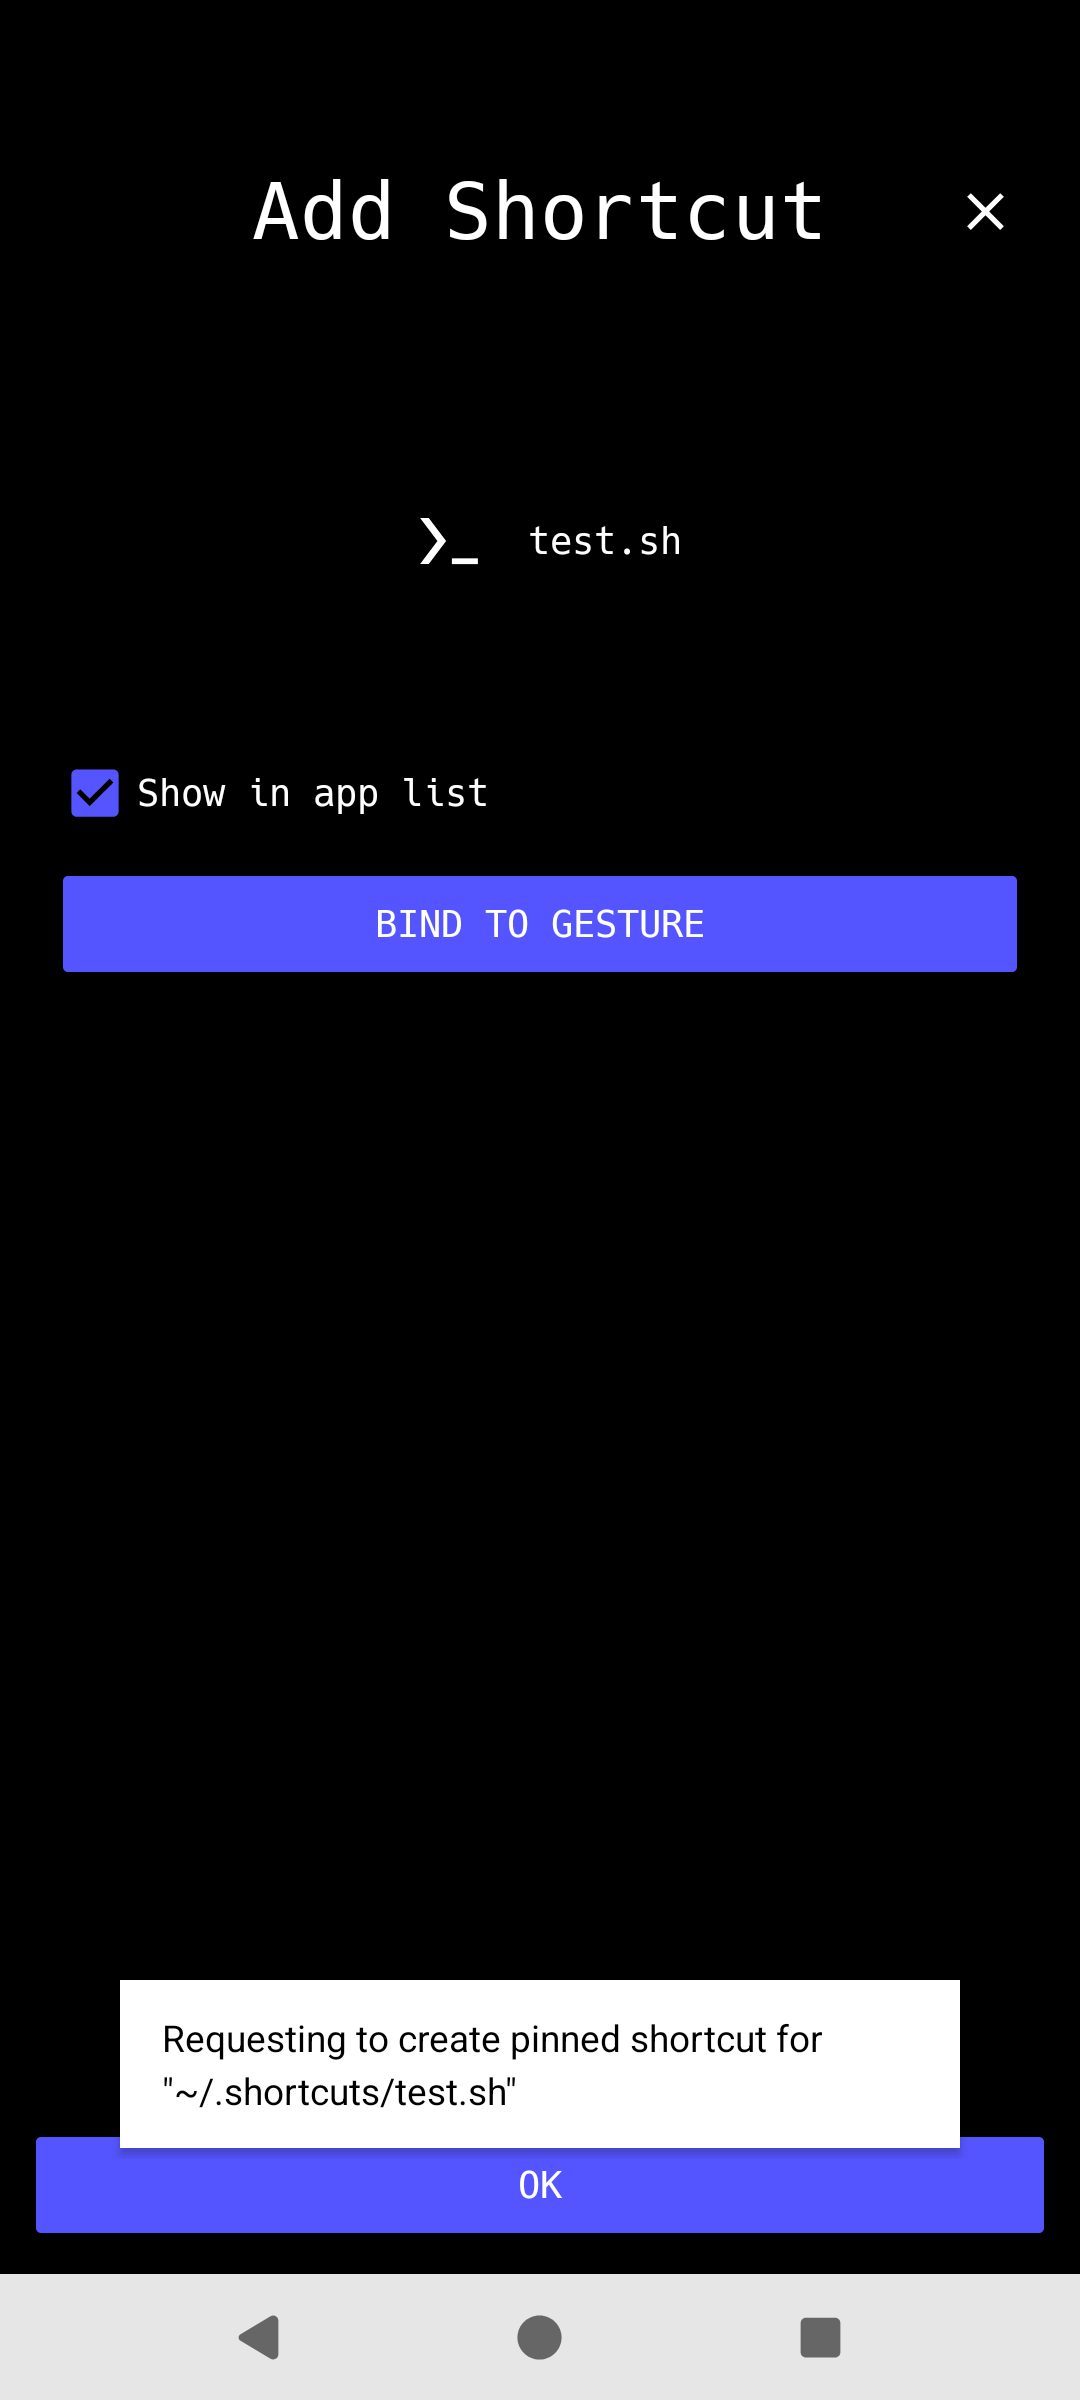 Add Shortcut
test.sh
Show in app list
BIND TO GESTURE
Requesting to create pinned shortcut for
"~/.shortcuts/test.sh"
OK